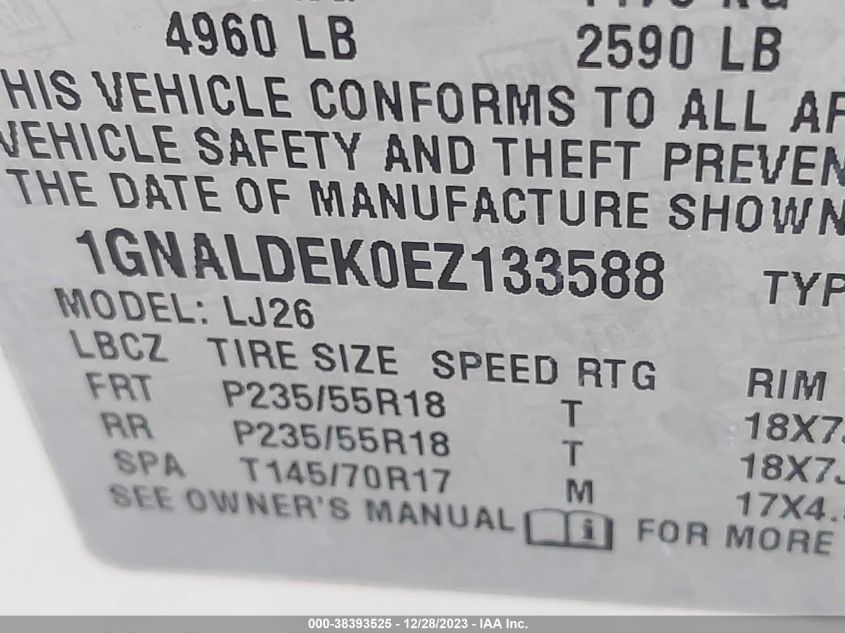 4960 LB 2590 LB
HIS VEHICLE CONFORMS TO ALL
VEHICLE SAFETY AND THEFT PREVEN
THE DATE OF MANUFACTURE SHOWN
1GNALDEK0EZ133588 TYP
MODEL: LJ26
LBCZ TIRE SIZE SPEED RTG RIM
FRT P235/55R18 T 18X7
RR P235/55R18 T 18X7J
SPA T145/70R17 M 17X4.
SEE OWNER'S MANUAL FOR MORE
000-38393525 - 12/28/2023 - IAA Inc.